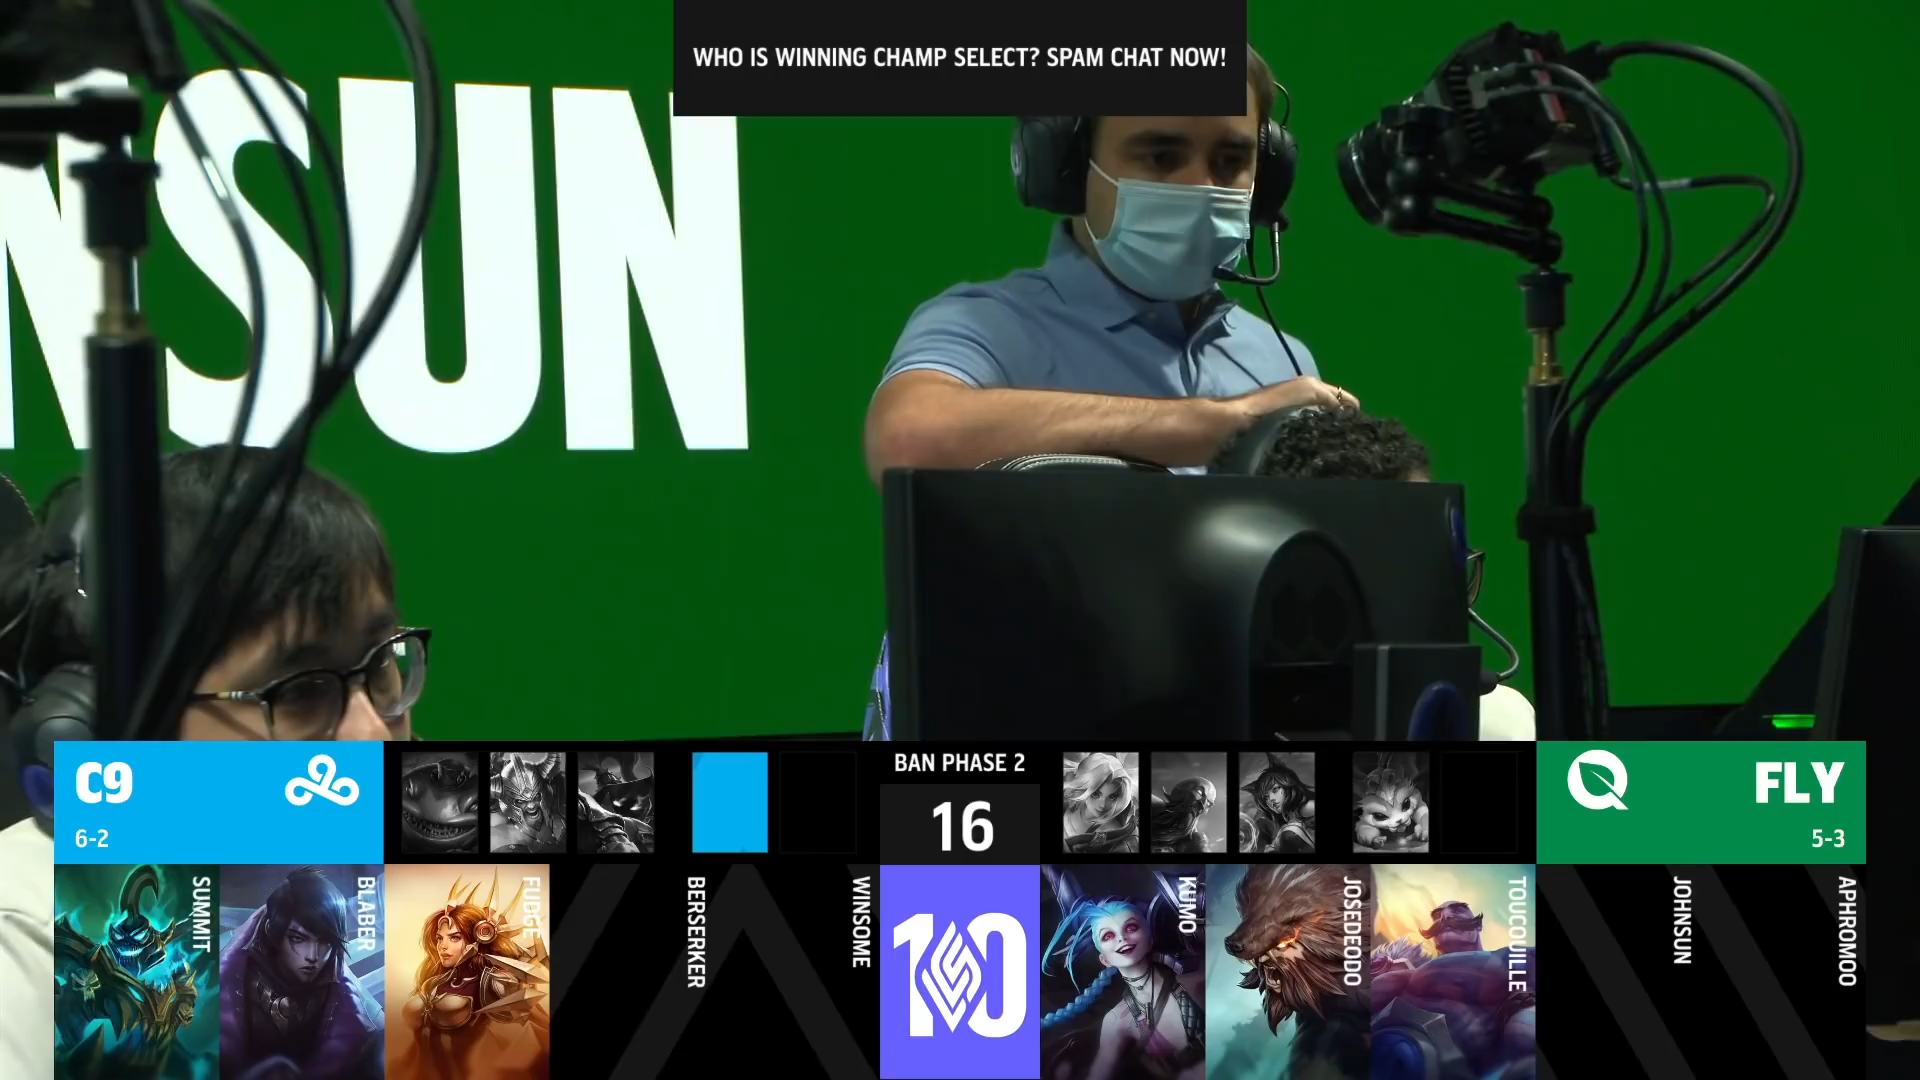 WHO IS WINNING CHAMP SELECT? SPAM CHAT NOW!
NSUN
C9
6-2
BAN PHASE 2
16
FLY
5-3
SUMMIT
BLABER
FUDGE
BERSERKER
WINSOME
10
KUMO
JOSEDEODO
TOUCOUILLE
JOHNSUN
APHROMOO